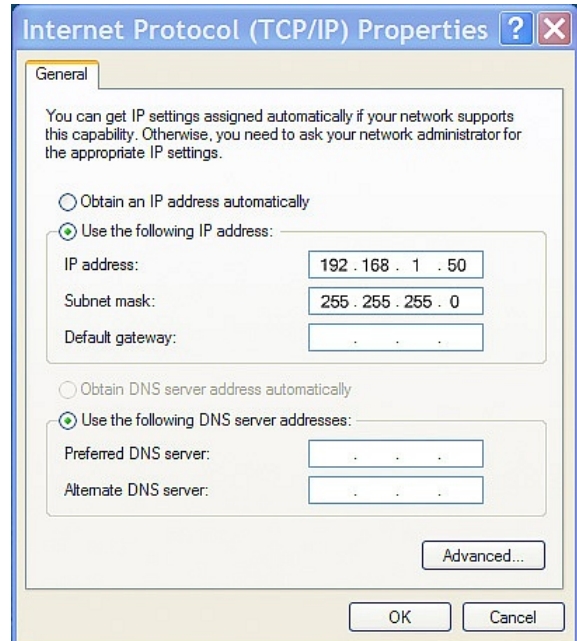 Internet Protocol (TCP/IP) Properties ? X
General
You can get IP settings assigned automatically if your network supports
this capability. Otherwise, you need to ask your network administrator for
the appropriate IP settings.
Obtain an IP address automatically
Use the following IP address:
IP address: 192 . 168 . 1 . 50
Subnet mask: 255 . 255 . 255 . 0
Default gateway: . . .
Obtain DNS server address automatically
Use the following DNS server addresses:
Preferred DNS server: . . .
Alternate DNS server: . . .
Advanced...
OK Cancel